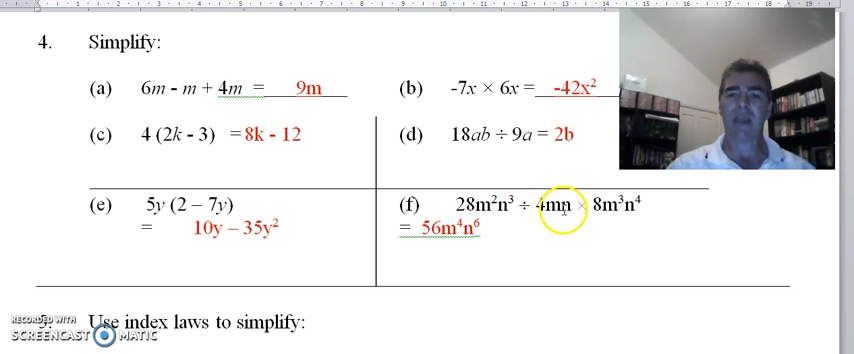 4. Simplify:
(a) 6m - m + 4m = 9m (b) -7x × 6x = -42x²
(c) 4 (2k - 3) = 8k - 12 (d) 18ab ÷ 9a = 2b
(e) 5y (2 – 7y) (f) 28m²n³ ÷ 4mn × 8m³n⁴
= 10y – 35y² = 56m⁴n⁶
Use index laws to simplify:
RECORDED WITH
SCREENCAST MATIC